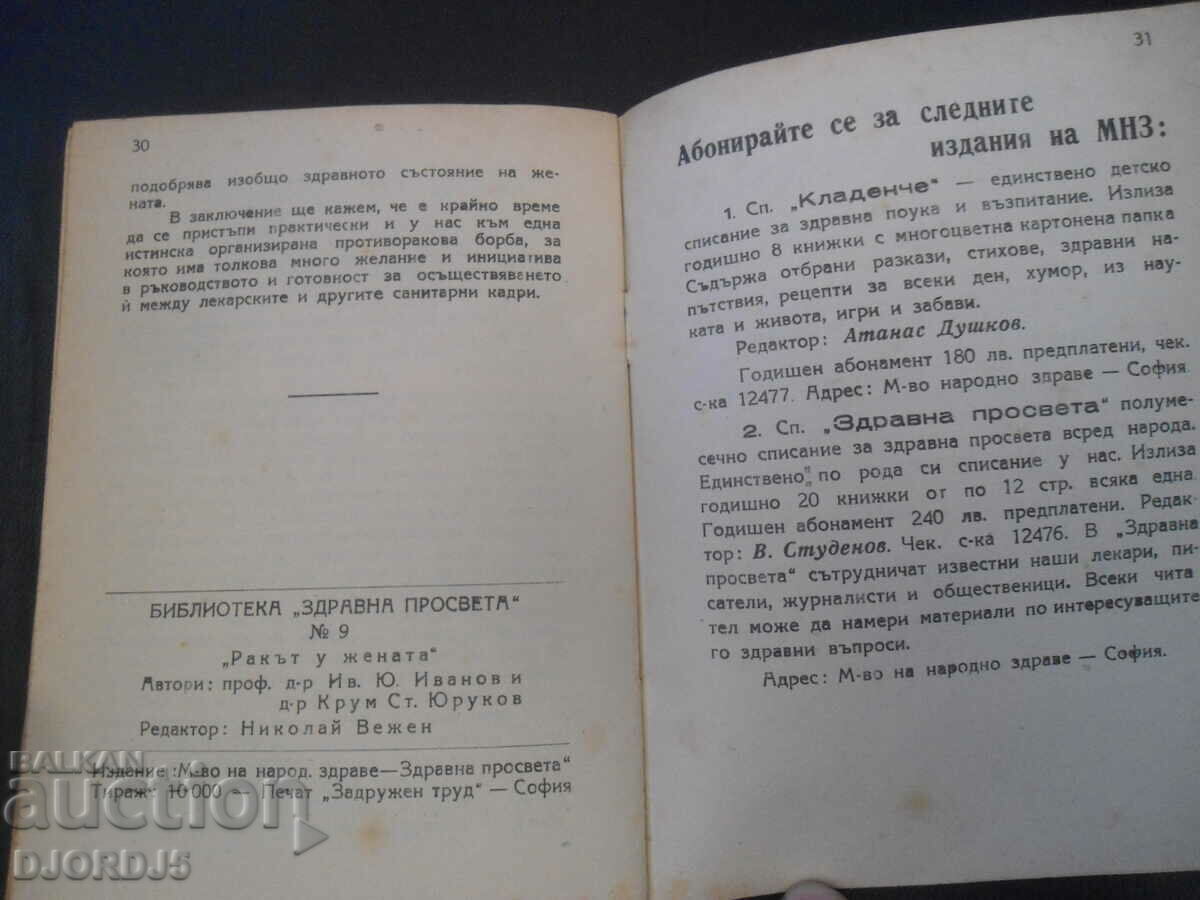 30
подобрява изобщо здравното състояние на же-
ната.
В заключение ще кажем, че е крайно време
да се пристъпи практически и у нас към една
истинска организирана противоракова борба, за
която има толкова много желание и инициатива
в ръководството и готовност за осъществяването
ѝ между лекарските и другите санитарни кадри.
БИБЛИОТЕКА „ЗДРАВНА ПРОСВЕТА“
№ 9
„Ракът у жената“
Автори: проф. д-р Ив. Ю. Иванов и
д-р Крум Ст. Юруков
Редактор: Николай Вежен
Издание :М-во на народ. здраве—Здравна просвета“
Тираж: 10 000 — Печат „Задружен труд“ — София
31
Абонирайте се за следните
издания на МНЗ:
1. Сп. „Кладенче“ — единствено детско
списание за здравна поука и възпитание. Излиза
годишно 8 книжки с многоцветна картонена папка
Съдържа отбрани разкази, стихове, здравни на-
пътствия, рецепти за всеки ден, хумор, из нау-
ката и живота, игри и забави.
Редактор: Атанас Душков.
Годишен абонамент 180 лв. предплатени, чек.
с-ка 12477. Адрес: М-во народно здраве — София.
2. Сп. „Здравна просвета“ полуме-
сечно списание за здравна просвета всред народа.
Единствено„ по рода си списание у нас. Излиза
годишно 20 книжки от по 12 стр. всяка една
Годишен абонамент 240 лв. предплатени. Редак-
тор: В. Студенов. Чек. с-ка 12476. В „Здравна
просвета“ сътрудничат известни наши лекари, пи-
сатели, журналисти и общественици. Всеки чита
тел може да намери материали по интересуващите
го здравни въпроси.
Адрес: М-во на народно здраве — София.
BALKAN
auction
DJORDJ5